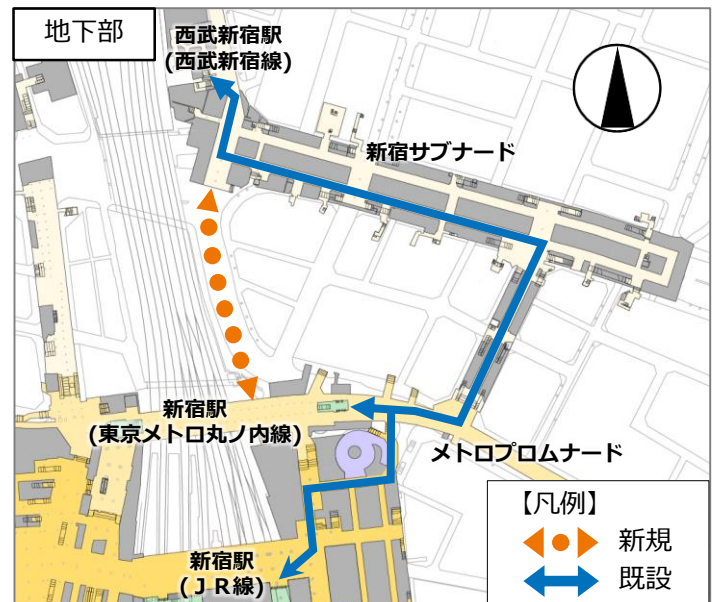 地下部
西武新宿駅
(西武新宿線)
新宿サブナード
新宿駅
(東京メトロ丸ノ内線)
メトロプロムナード
新宿駅
(JR線)
【凡例】
新規
既設